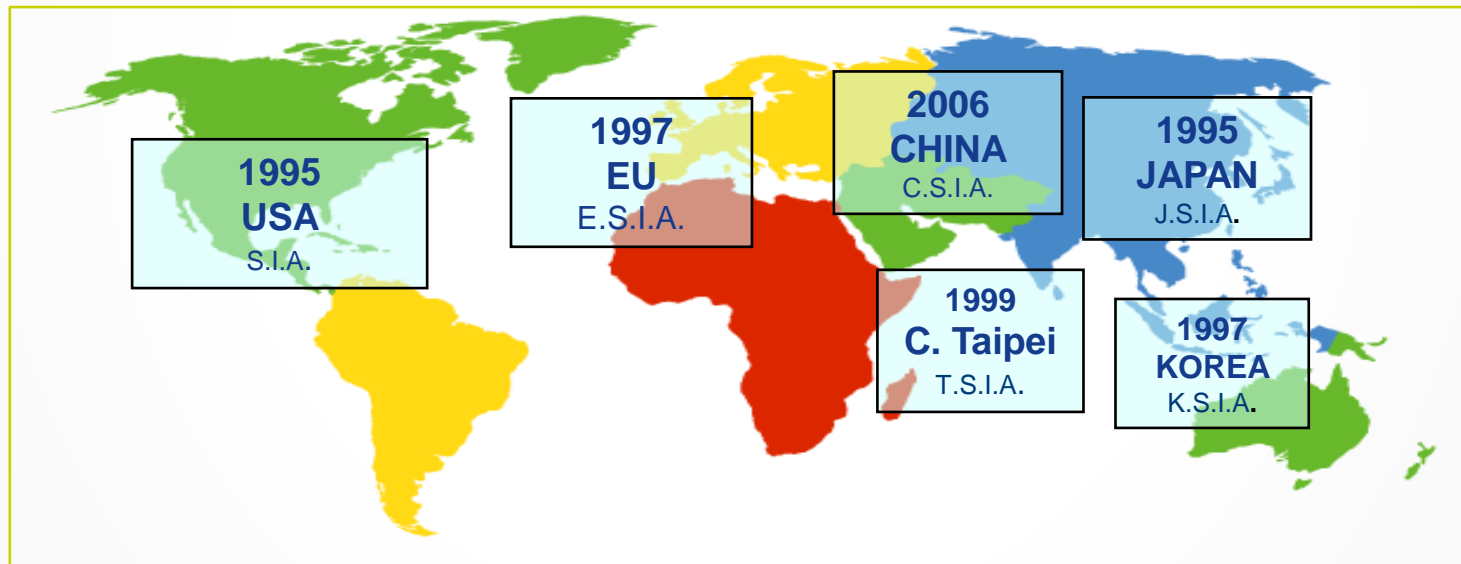 1995
USA
S.I.A.
1997
EU
E.S.I.A.
2006
CHINA
C.S.I.A.
1995
JAPAN
J.S.I.A.
1999
C. Taipei
T.S.I.A.
1997
KOREA
K.S.I.A.